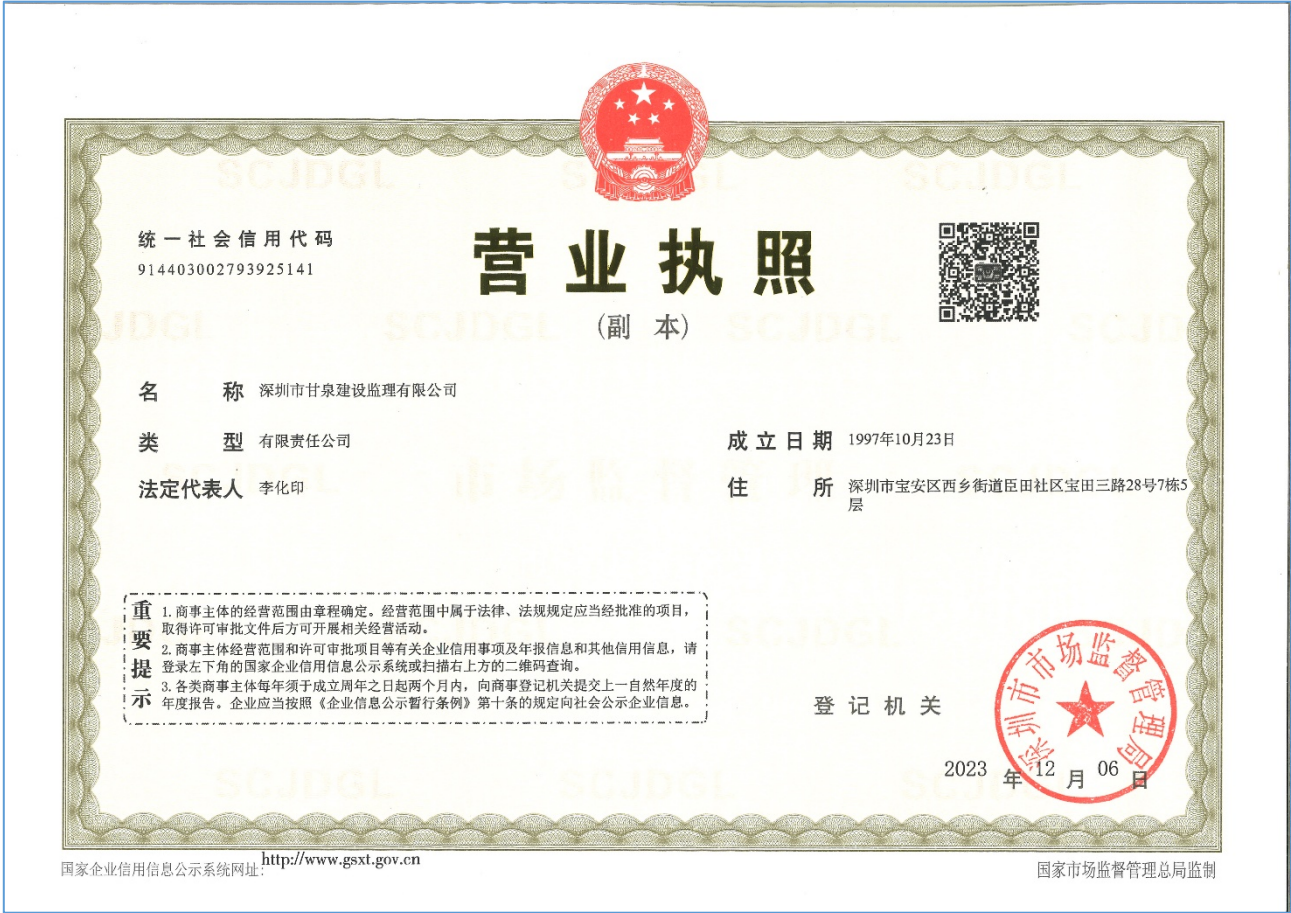 统一社会信用代码
914403002793925141
营业执照
(副 本)
名 称 深圳市甘泉建设监理有限公司
类 型 有限责任公司
成立日期 1997年10月23日
法定代表人 李化印
住 所 深圳市宝安区西乡街道臣田社区宝田三路28号7栋5
层
重要提示
1.商事主体的经营范围由章程确定。经营范围中属于法律、法规规定应当经批准的项目,
取得许可审批文件后方可开展相关经营活动。
2.商事主体经营范围和许可审批项目等有关企业信用事项及年报信息和其他信用信息,请
登录左下角的国家企业信用信息公示系统或扫描右上方的二维码查询。
3.各类商事主体每年须于成立周年之日起两个月内,向商事登记机关提交上一自然年度的
年度报告。企业应当按照《企业信息公示暂行条例》第十条的规定向社会公示企业信息。
登记机关
深圳市市场监督管理局
2023 年 12 月 06 日
国家企业信用信息公示系统网址:http://www.gsxt.gov.cn
国家市场监督管理总局监制
SCJDGL
市场监督管理